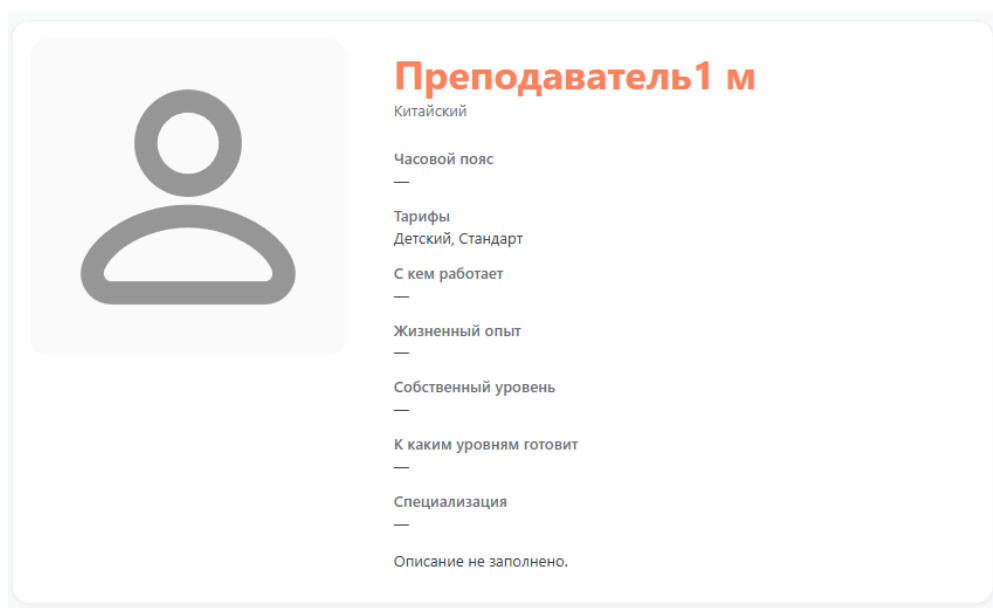 Преподаватель1 м
Китайский
Часовой пояс
—
Тарифы
Детский, Стандарт
С кем работает
—
Жизненный опыт
—
Собственный уровень
—
К каким уровням готовит
—
Специализация
—
Описание не заполнено.